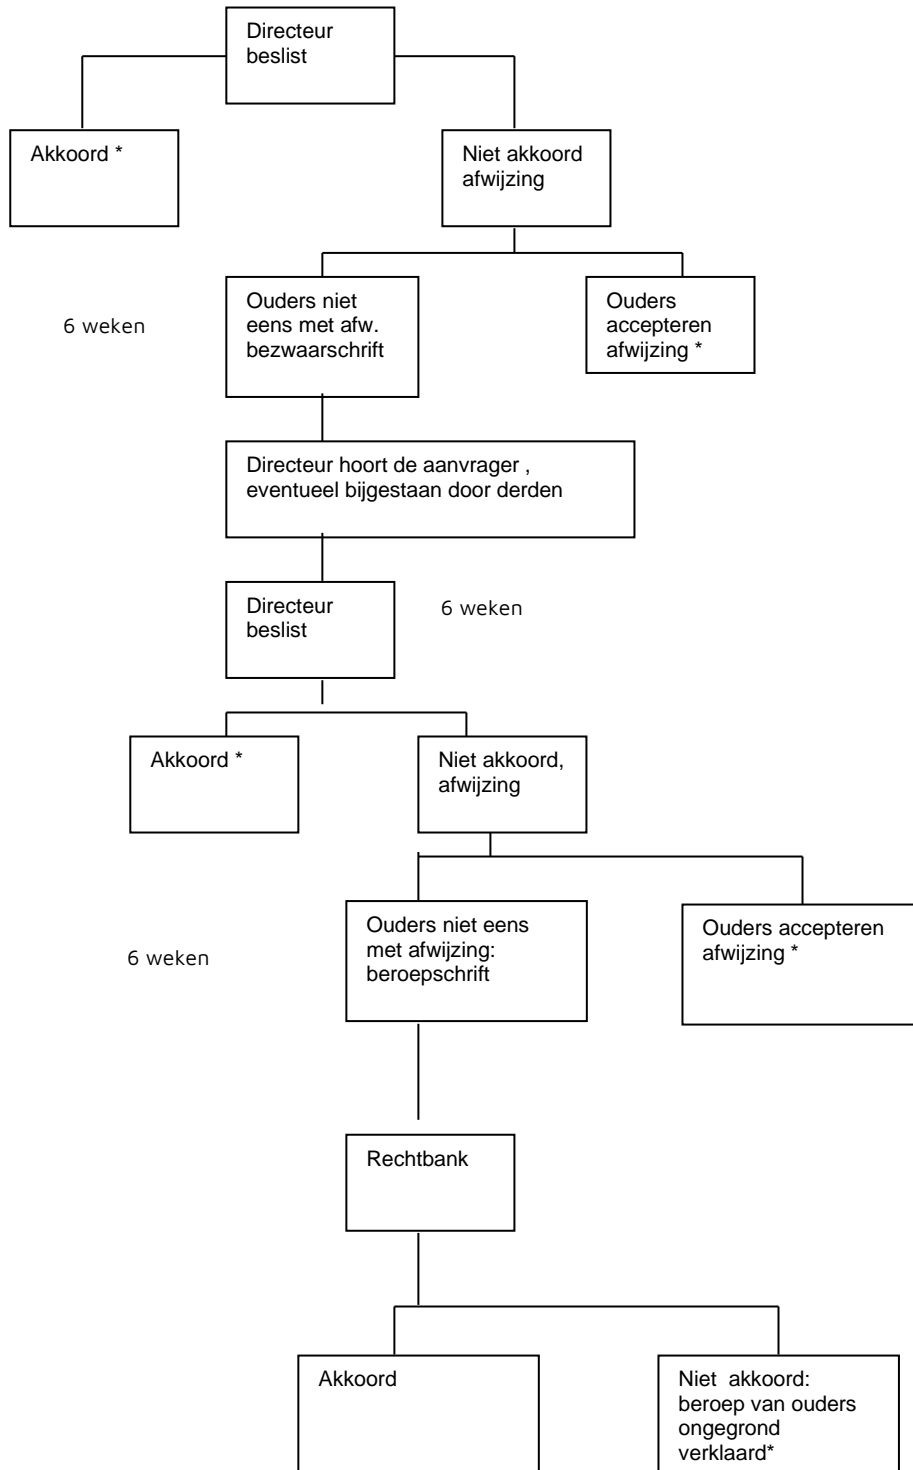 Directeur
beslist
Akkoord *
Niet akkoord
afwijzing
6 weken
Ouders niet
eens met afw.
bezwaarschrift
Ouders
accepteren
afwijzing *
Directeur hoort de aanvrager ,
eventueel bijgestaan door derden
Directeur
beslist
6 weken
Akkoord *
Niet akkoord,
afwijzing
6 weken
Ouders niet eens
met afwijzing:
beroepschrift
Ouders accepteren
afwijzing *
Rechtbank
Akkoord
Niet akkoord:
beroep van ouders
ongegrond
verklaard*